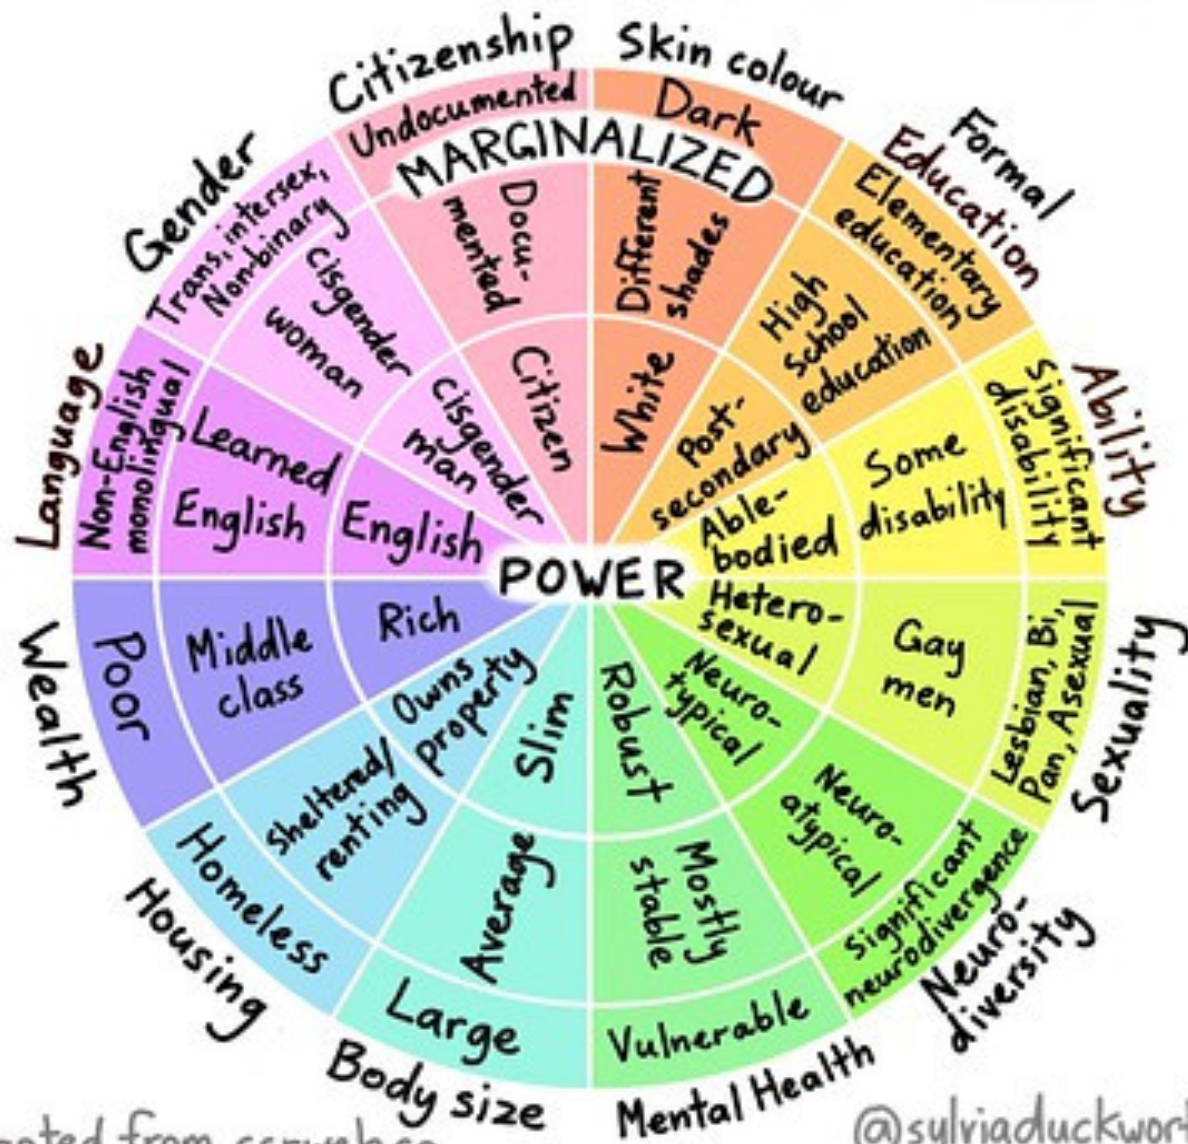 Citizenship
Undocumented
Docu-
mented
Citizen
Skin colour
Dark
Different
shades
White
Formal
Education
Elementary
education
High
School
education
Post-
secondary
Ability
Significant
disability
Some
disability
Able-
bodied
Sexuality
Lesbian, Bi,
Pan, Asexual
Gay
men
Hetero-
sexual
Neuro-
diversity
Significant
neurodivergence
Neuro-
atypical
Neuro-
typical
Mental Health
Vulnerable
Mostly
stable
Robust
Body size
Large
Average
Slim
Housing
Homeless
Sheltered/
renting
Owns
property
Wealth
Poor
Middle
class
Rich
Language
Non-English
monolingual
Learned
English
English
Gender
Trans, intersex,
Non-binary
cisgender
woman
cisgender
man
MARGINALIZED
POWER
from